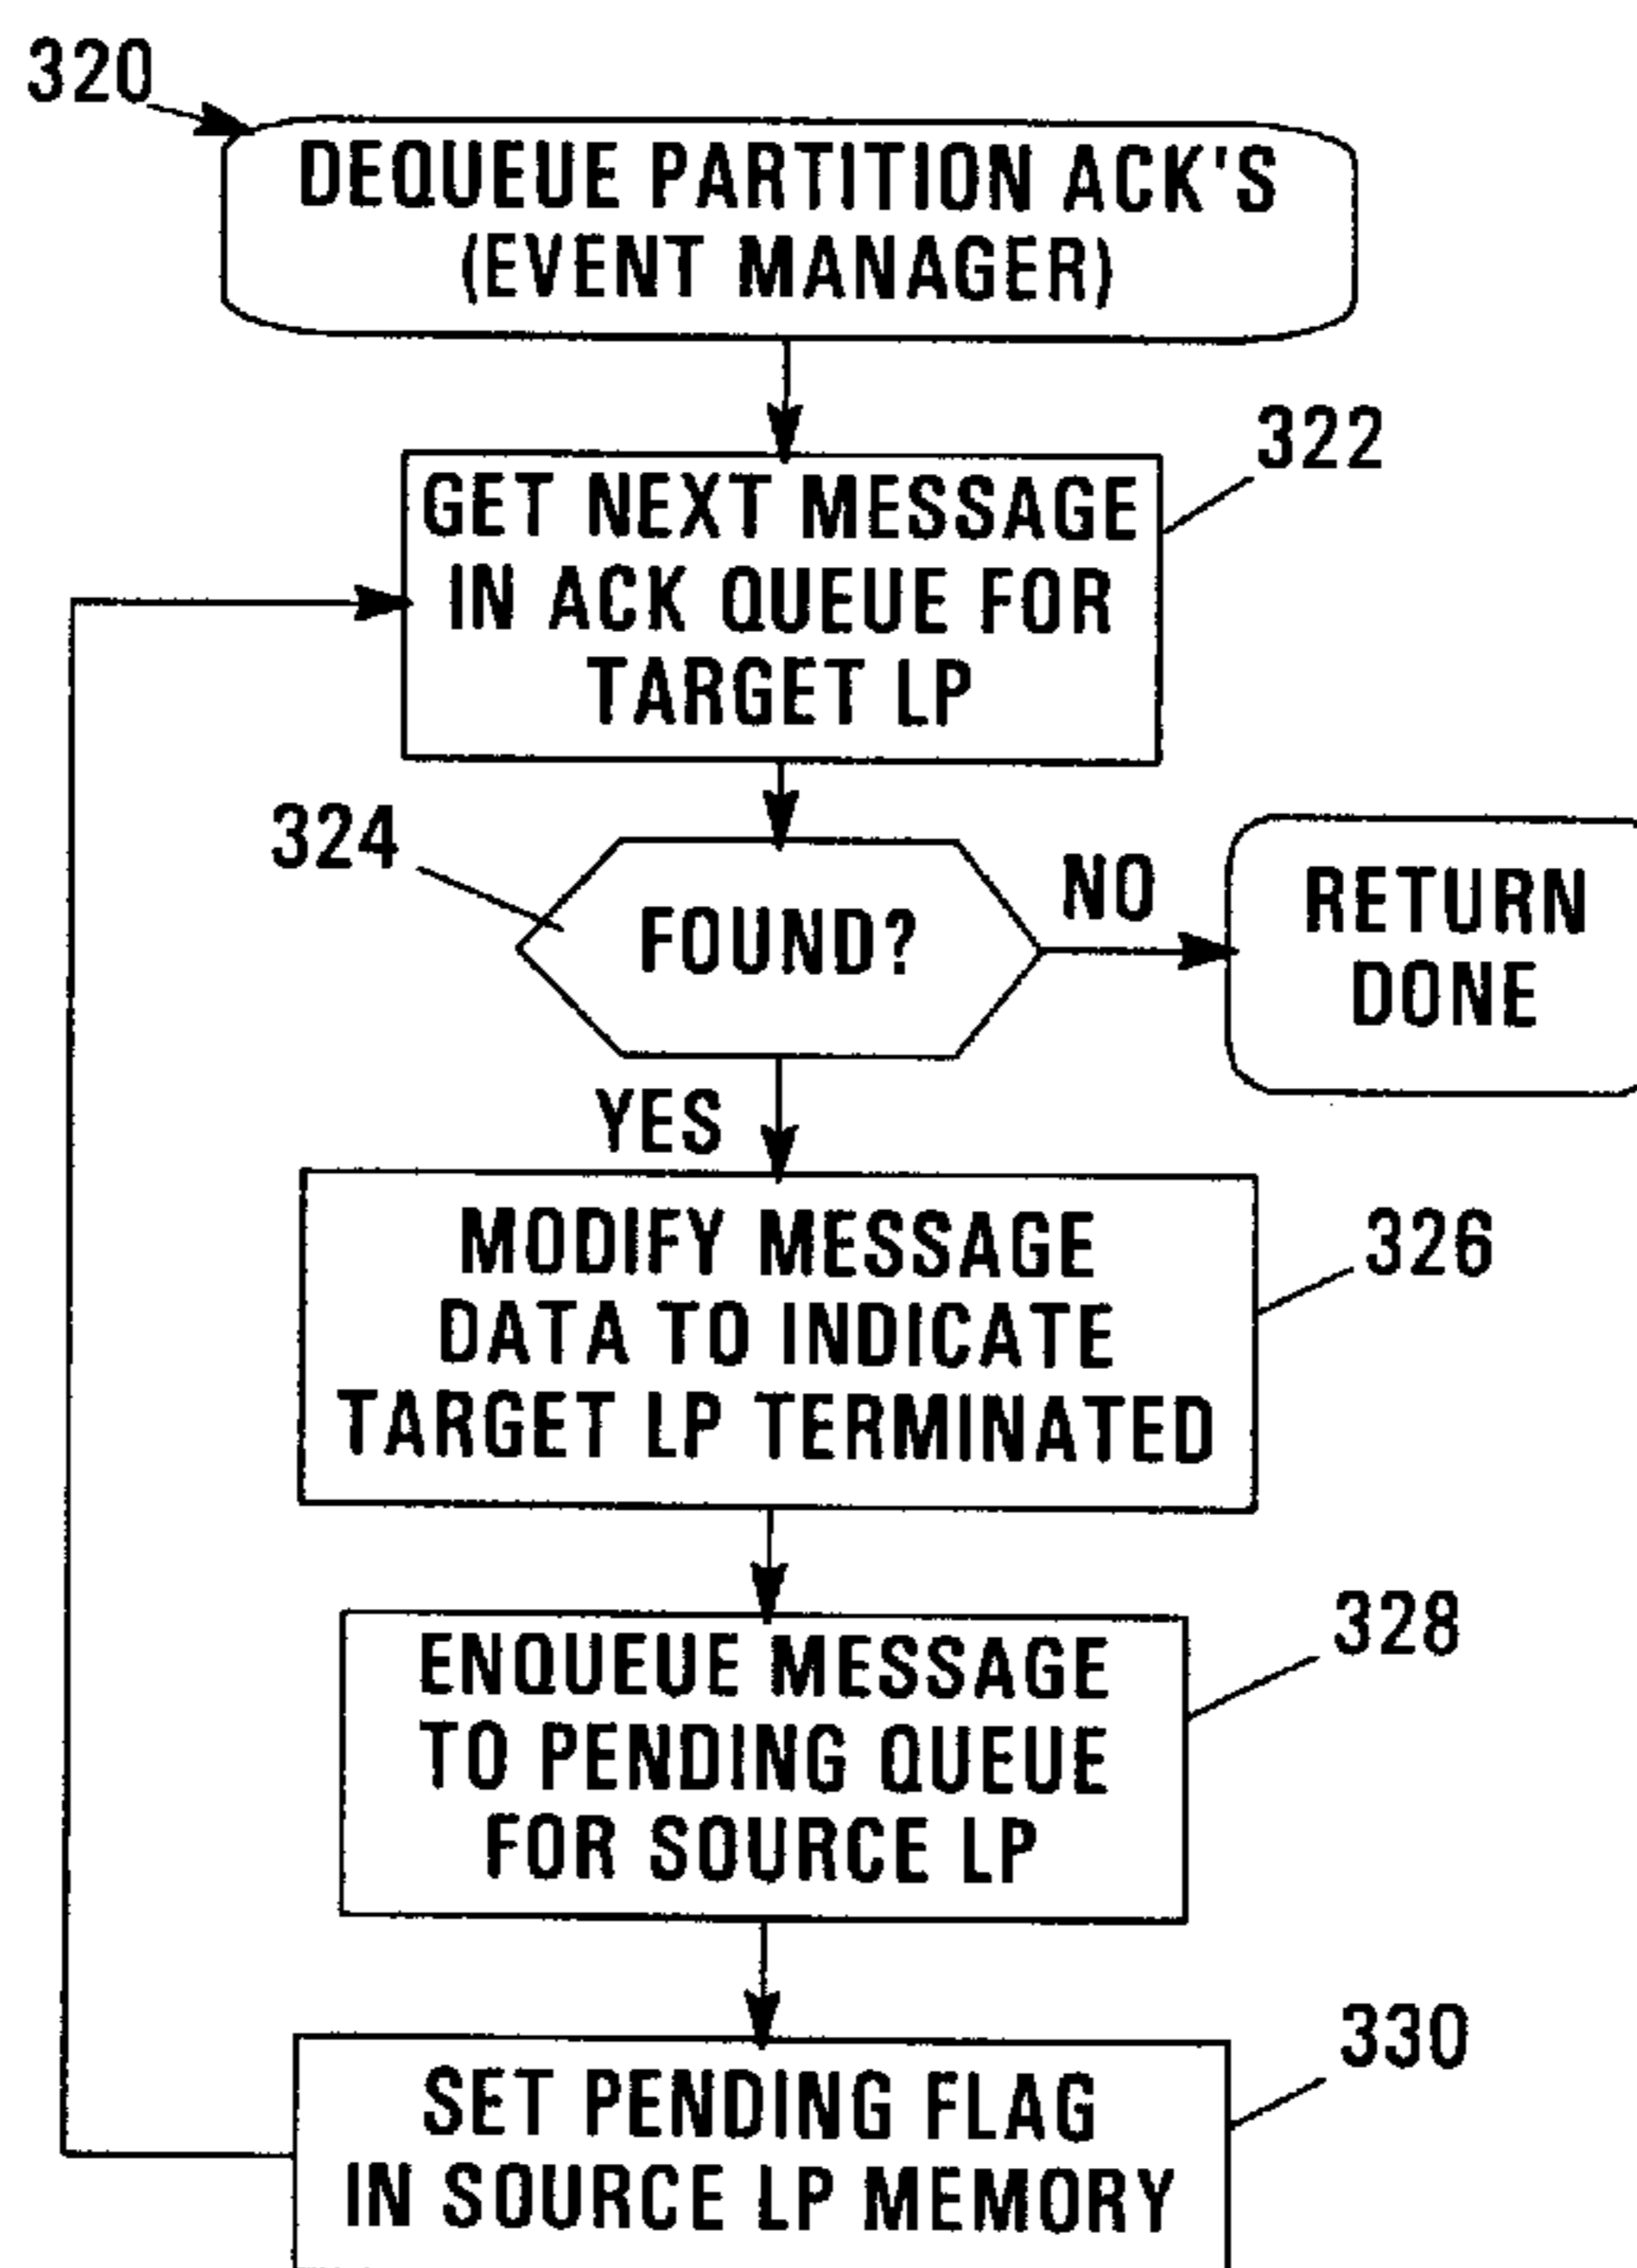 320
DEQUEUE PARTITION ACK'S
(EVENT MANAGER)
322
GET NEXT MESSAGE
IN ACK QUEUE FOR
TARGET LP
324
FOUND?
NO
RETURN
DONE
YES
MODIFY MESSAGE
DATA TO INDICATE
TARGET LP TERMINATED
326
ENQUEUE MESSAGE
TO PENDING QUEUE
FOR SOURCE LP
328
SET PENDING FLAG
IN SOURCE LP MEMORY
330